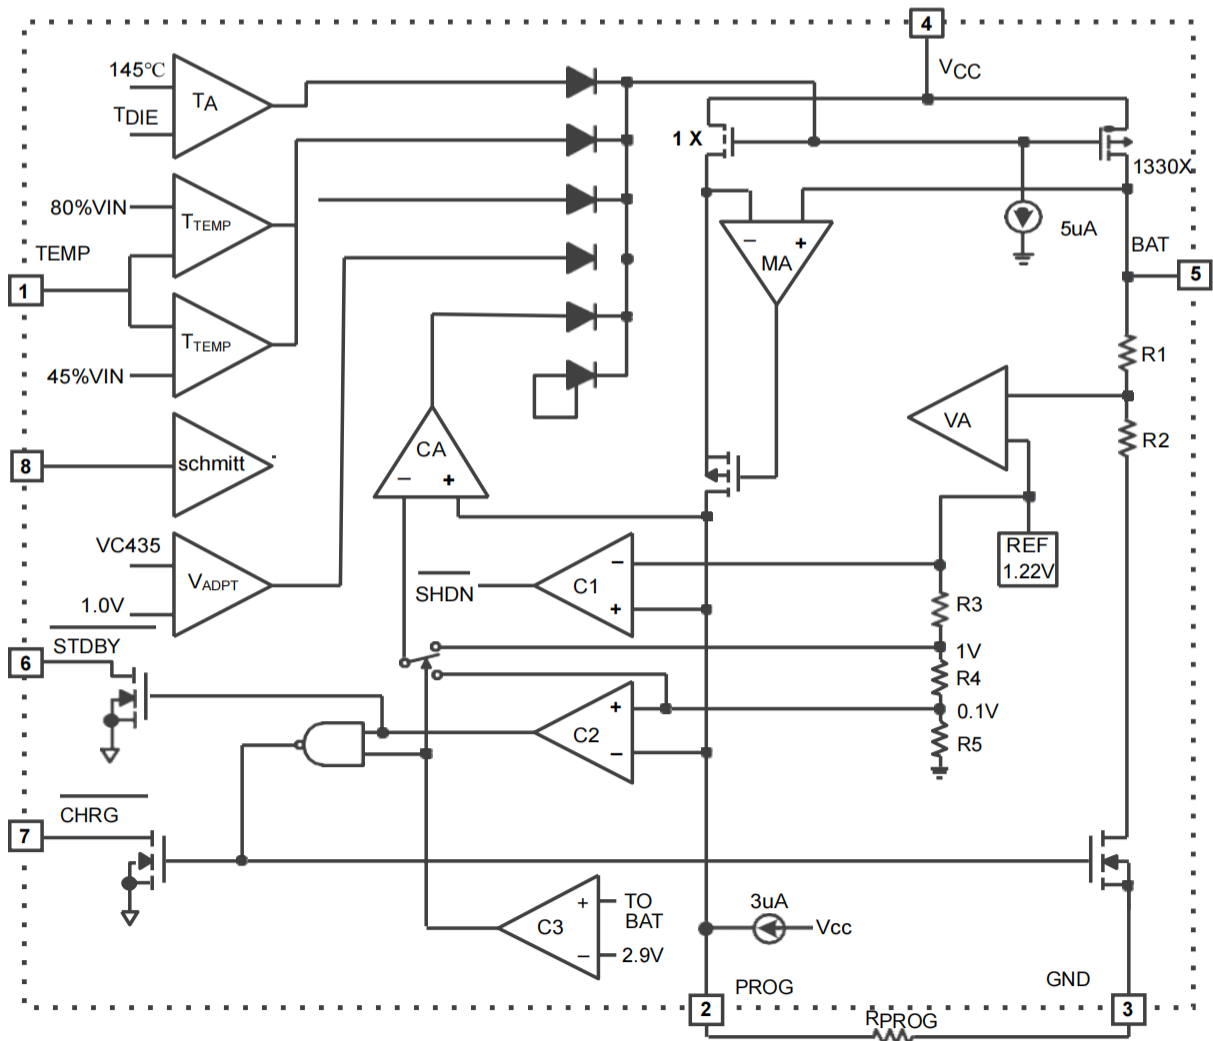 4
VCC
145℃
TA
TDIE
1 X
1330X
80%VIN
TTEMP
5uA
TEMP
BAT
MA
1
5
TTEMP
45%VIN
R1
VA
R2
CA
8
schmitt
VC435
REF
1.22V
SHDN
C1
VADPT
R3
1.0V
STDBY
1V
6
R4
0.1V
C2
R5
CHRG
7
3uA
TO
BAT
C3
Vcc
2.9V
PROG
GND
2
RPROG
3